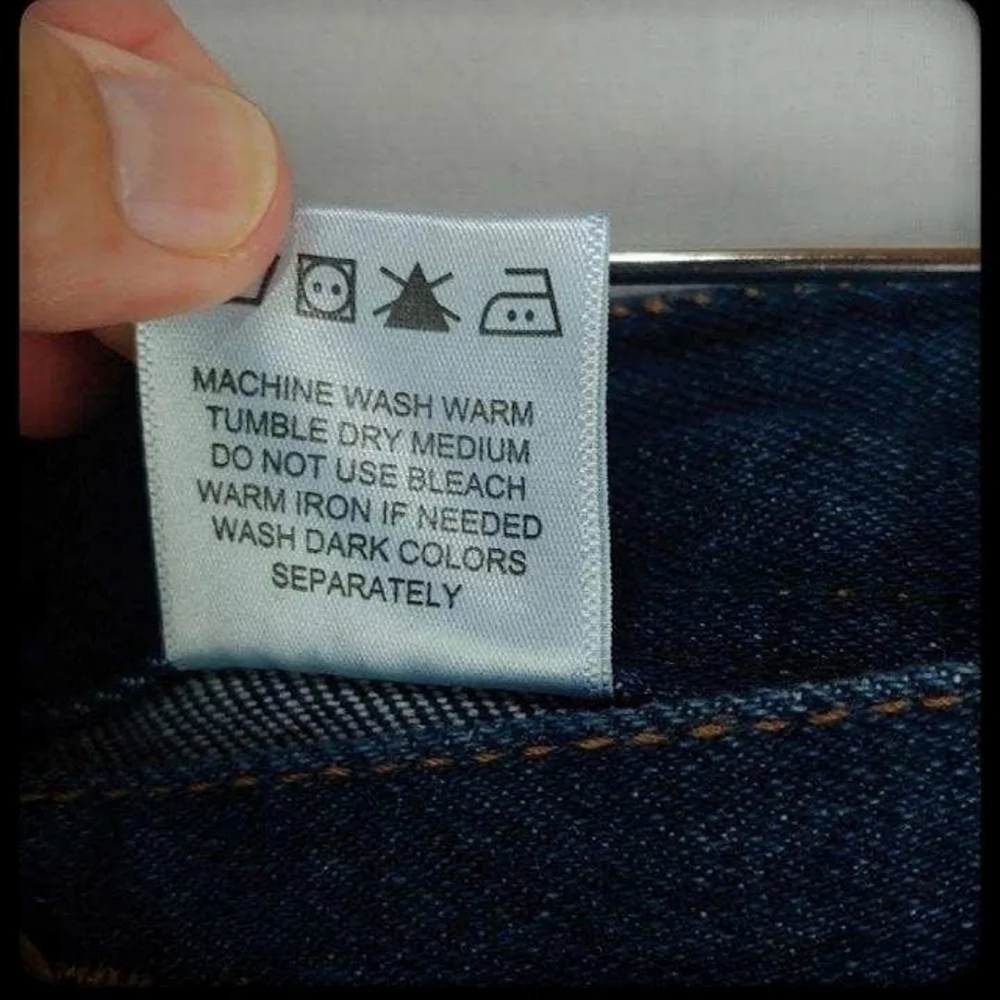 MACHINE WASH WARM
TUMBLE DRY MEDIUM
DO NOT USE BLEACH
WARM IRON IF NEEDED
WASH DARK COLORS
SEPARATELY